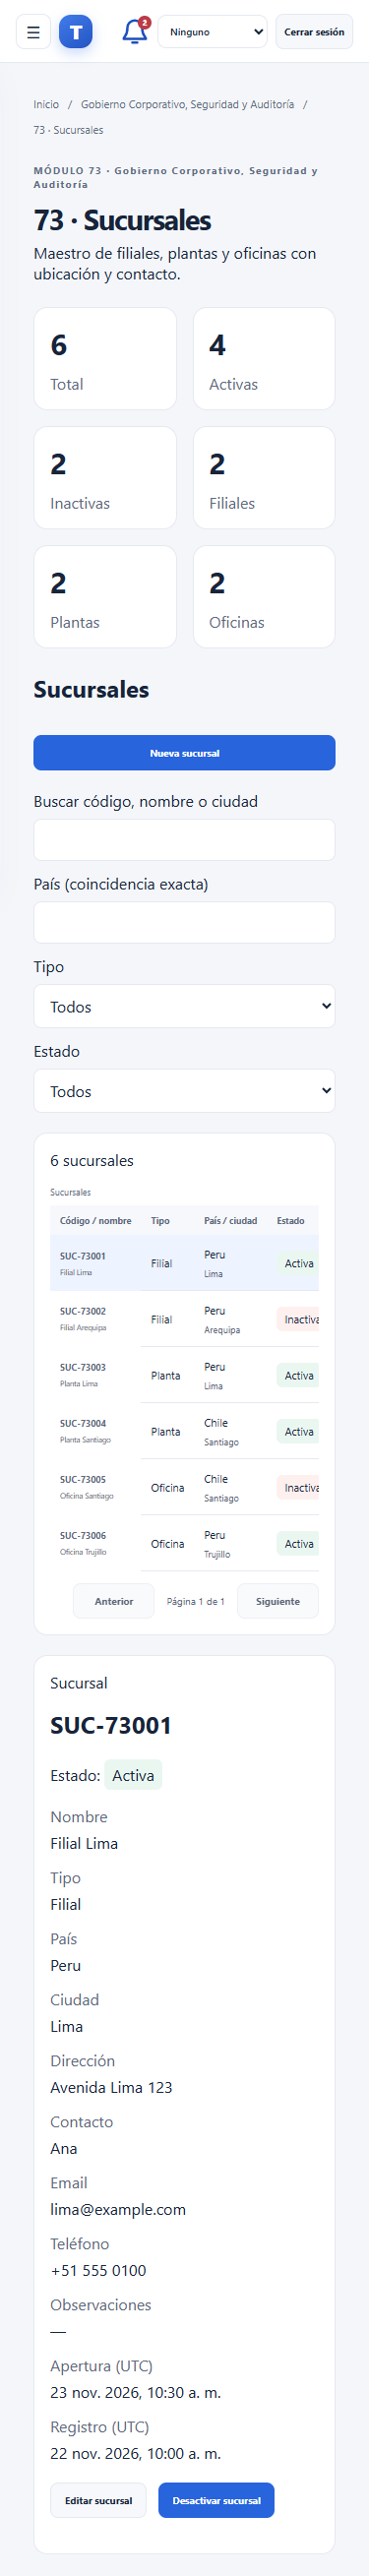 ☰ T 2 Ninguno Cerrar sesión
Inicio / Gobierno Corporativo, Seguridad y Auditoría /
73 · Sucursales
MÓDULO 73 · Gobierno Corporativo, Seguridad y
Auditoría
73 · Sucursales
Maestro de filiales, plantas y oficinas con
ubicación y contacto.
6 4
Total Activas
2 2
Inactivas Filiales
2 2
Plantas Oficinas
Sucursales
Nueva sucursal
Buscar código, nombre o ciudad
País (coincidencia exacta)
Tipo
Todos
Estado
Todos
6 sucursales
Sucursales
Código / nombre Tipo País / ciudad Estado
SUC-73001 Filial Peru Activa
Filial Lima Lima
SUC-73002 Filial Peru Inactiva
Filial Arequipa Arequipa
SUC-73003 Planta Peru Activa
Planta Lima Lima
SUC-73004 Planta Chile Activa
Planta Santiago Santiago
SUC-73005 Oficina Chile Inactiva
Oficina Santiago Santiago
SUC-73006 Oficina Peru Activa
Oficina Trujillo Trujillo
Anterior Página 1 de 1 Siguiente
Sucursal
SUC-73001
Estado: Activa
Nombre
Filial Lima
Tipo
Filial
País
Peru
Ciudad
Lima
Dirección
Avenida Lima 123
Contacto
Ana
Email
lima@example.com
Teléfono
+51 555 0100
Observaciones
—
Apertura (UTC)
23 nov. 2026, 10:30 a. m.
Registro (UTC)
22 nov. 2026, 10:00 a. m.
Editar sucursal Desactivar sucursal